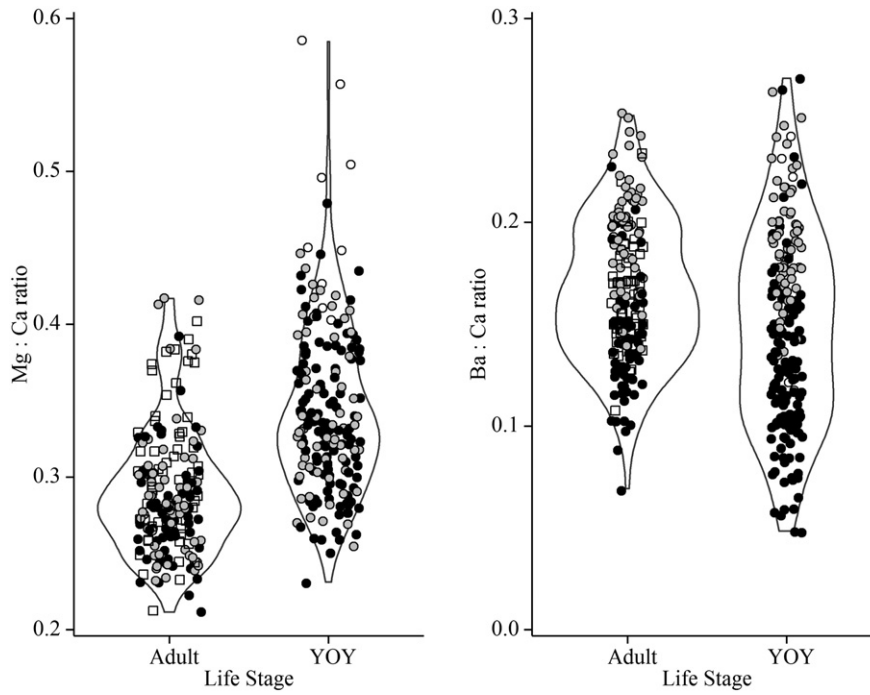 0.6
0.5
0.4
0.3
0.2
Mg : Ca ratio
Adult
YOY
Life Stage
0.3
0.2
0.1
0.0
Ba : Ca ratio
Adult
YOY
Life Stage